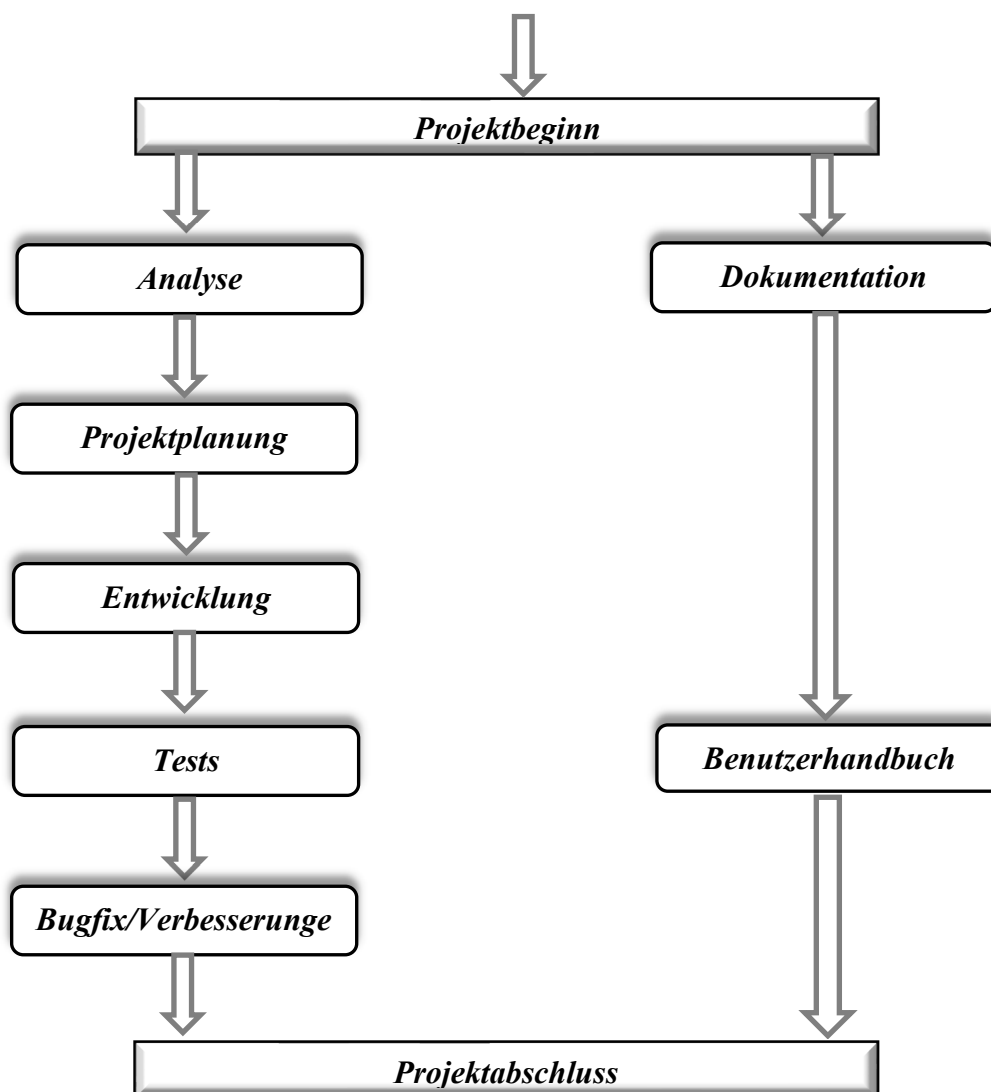 Projektbeginn
Analyse
Dokumentation
Projektplanung
Entwicklung
Tests
Benutzerhandbuch
Bugfix/Verbesserunge
Projektabschluss